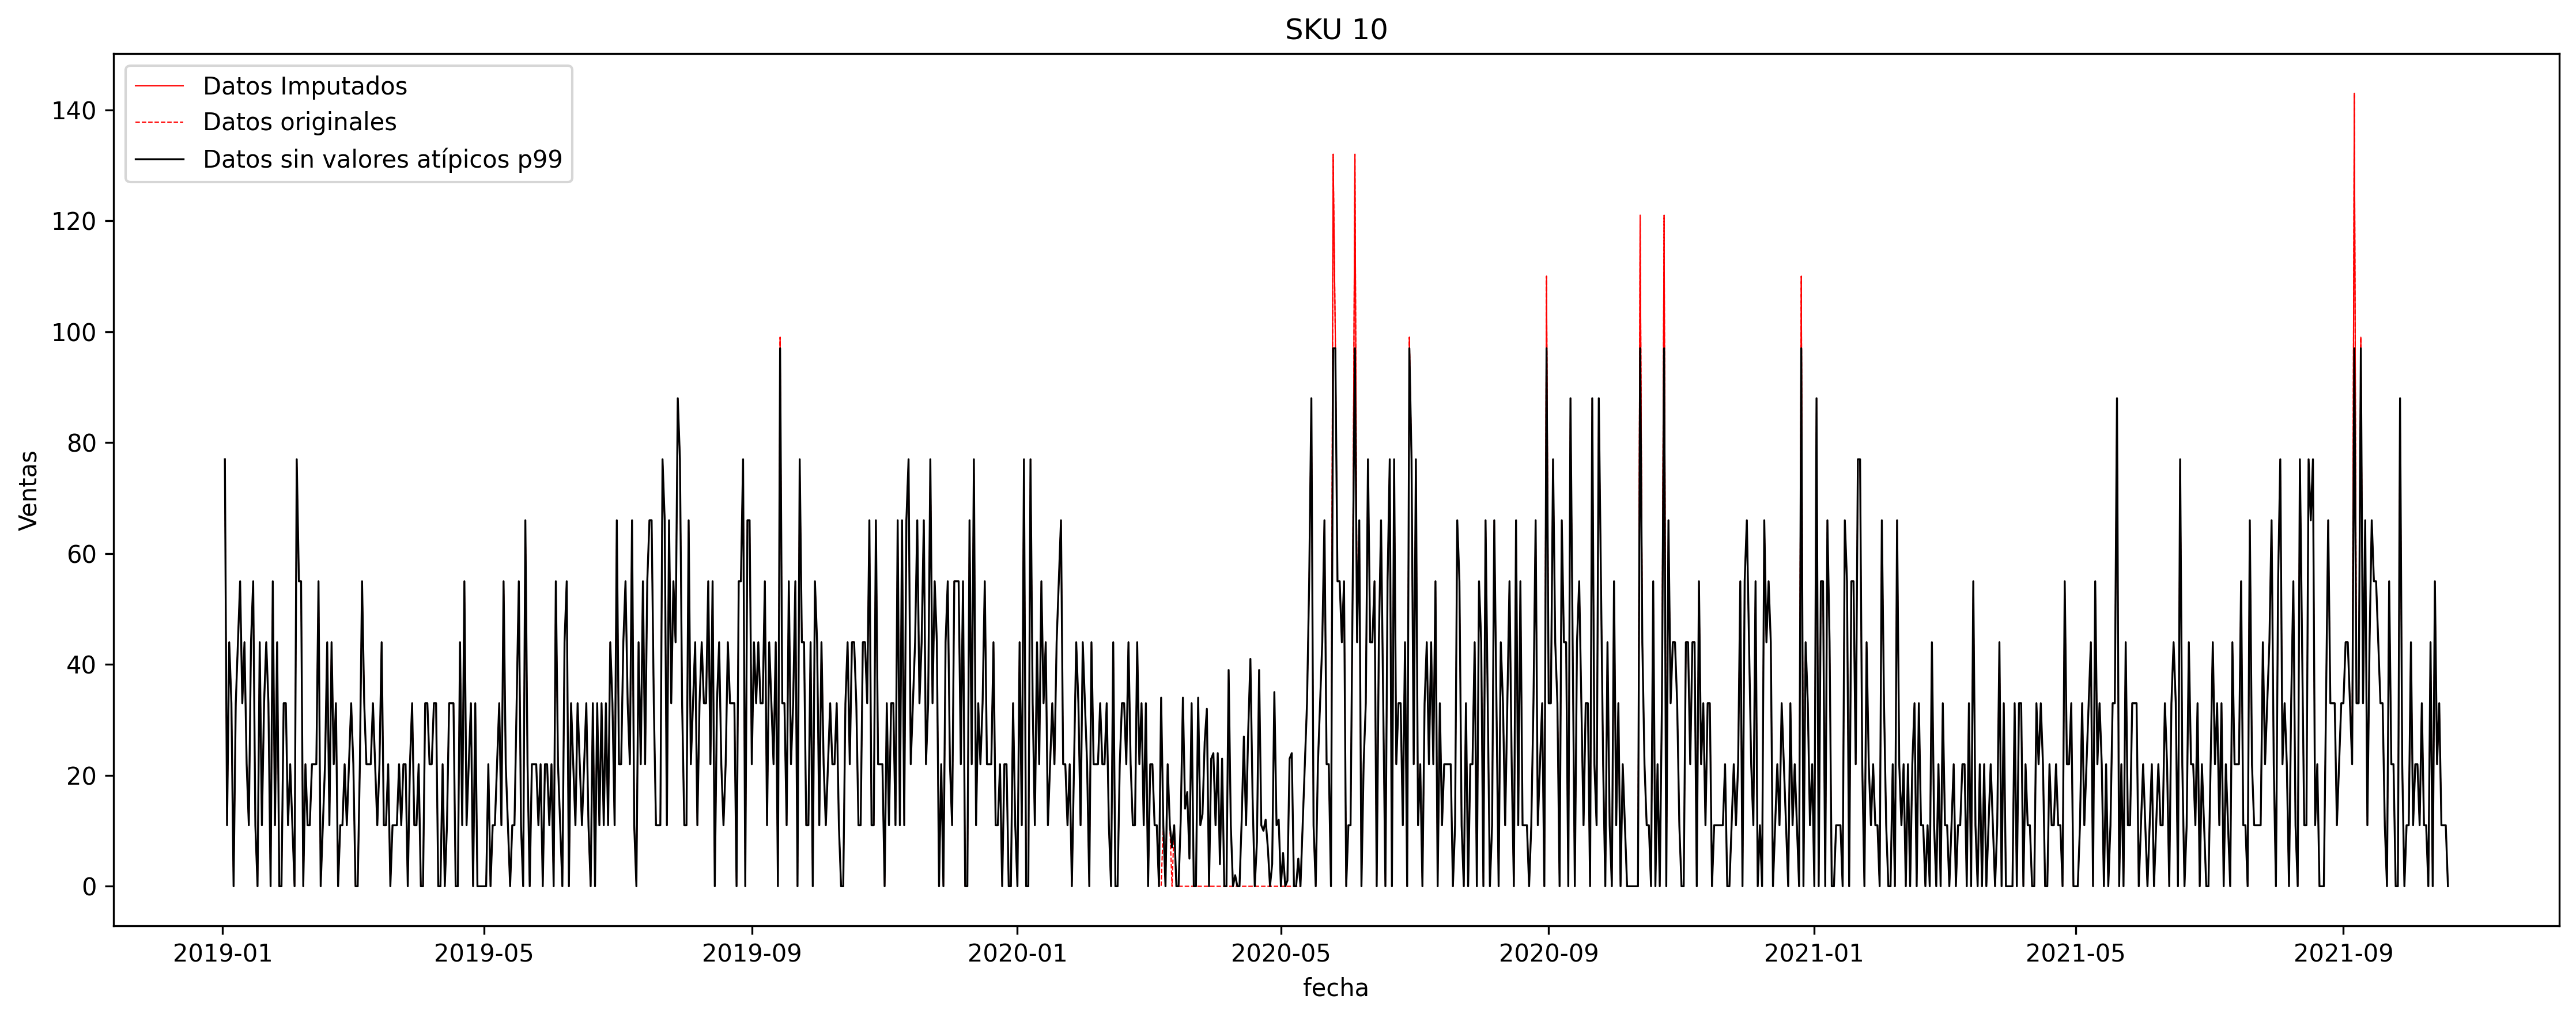 SKU 10
Datos Imputados
Datos originales
Datos sin valores atípicos p99
140
120
100
80
60
40
20
0
Ventas
2019-01 2019-05 2019-09 2020-01 2020-05 2020-09 2021-01 2021-05 2021-09
fecha